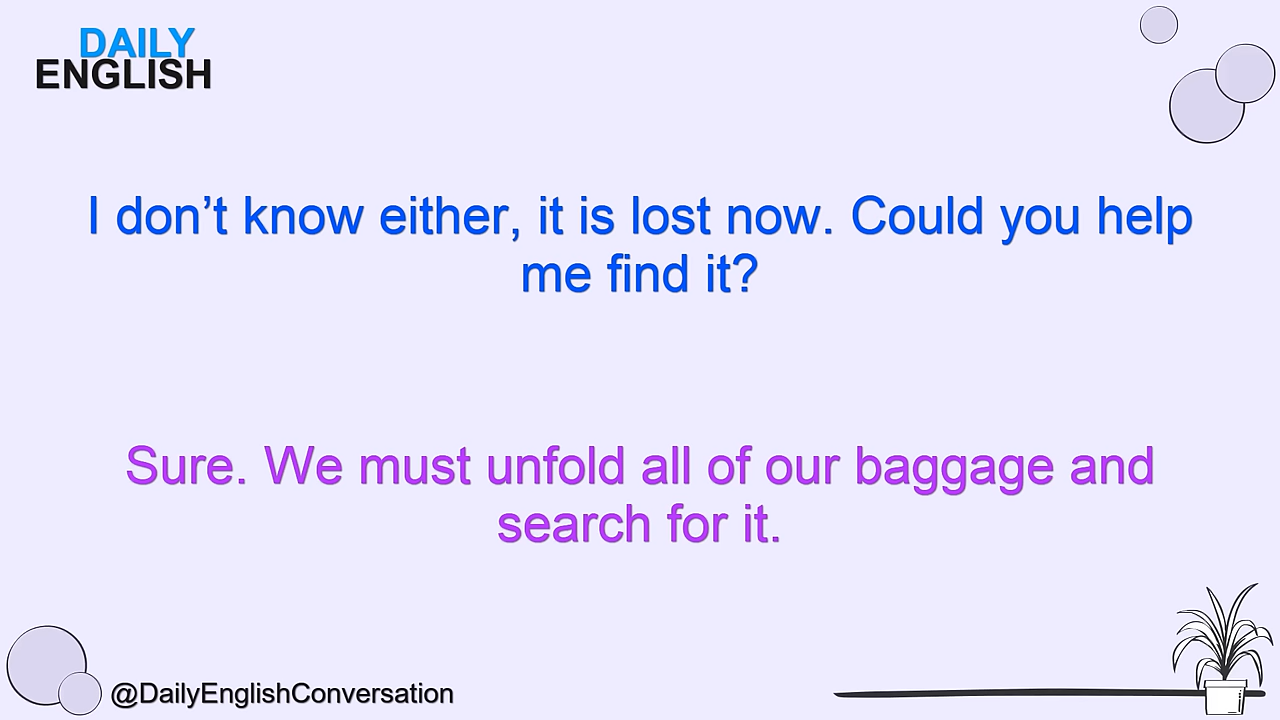 DAILY
ENGLISH
I don’t know either, it is lost now. Could you help
me find it?
Sure. We must unfold all of our baggage and
search for it.
@DailyEnglishConversation